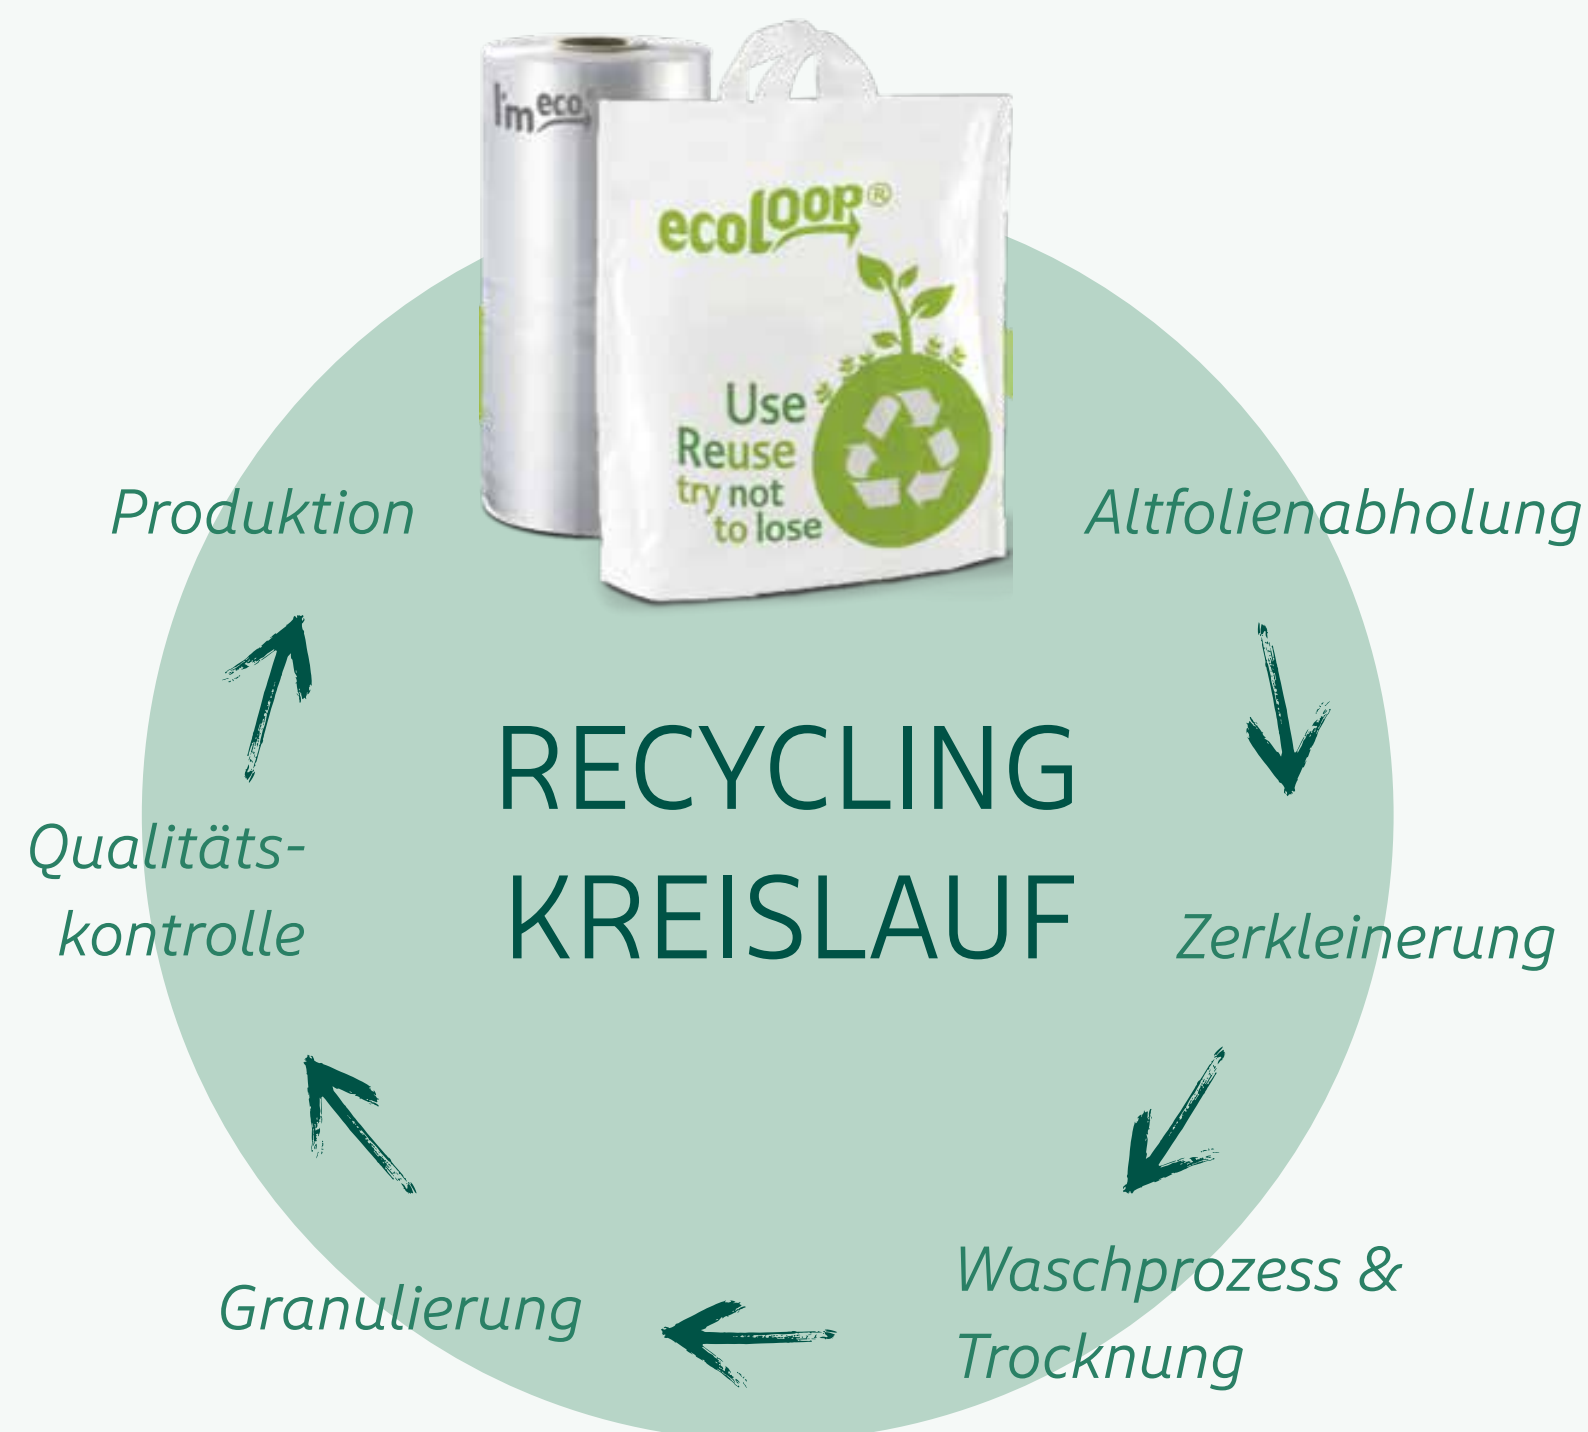 I'm eco
ecoLOOP®
Use
Reuse
try not
to lose
Produktion
Altfolienabholung
RECYCLING
KREISLAUF
Qualitäts-
kontrolle
Zerkleinerung
Granulierung
Waschprozess &
Trocknung